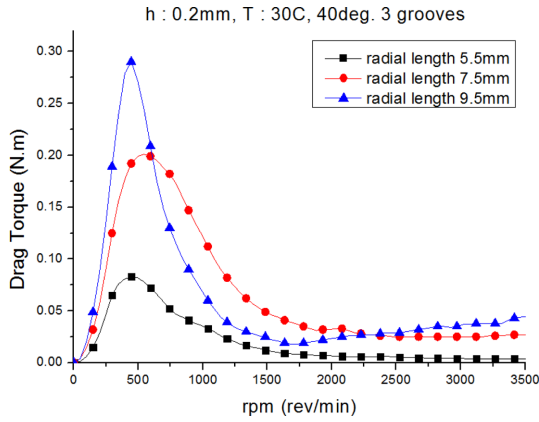 h : 0.2mm, T : 30C, 40deg. 3 grooves
radial length 5.5mm
radial length 7.5mm
radial length 9.5mm
Drag Torque (N.m)
0.30
0.25
0.20
0.15
0.10
0.05
0.00
0 500 1000 1500 2000 2500 3000 3500
rpm (rev/min)